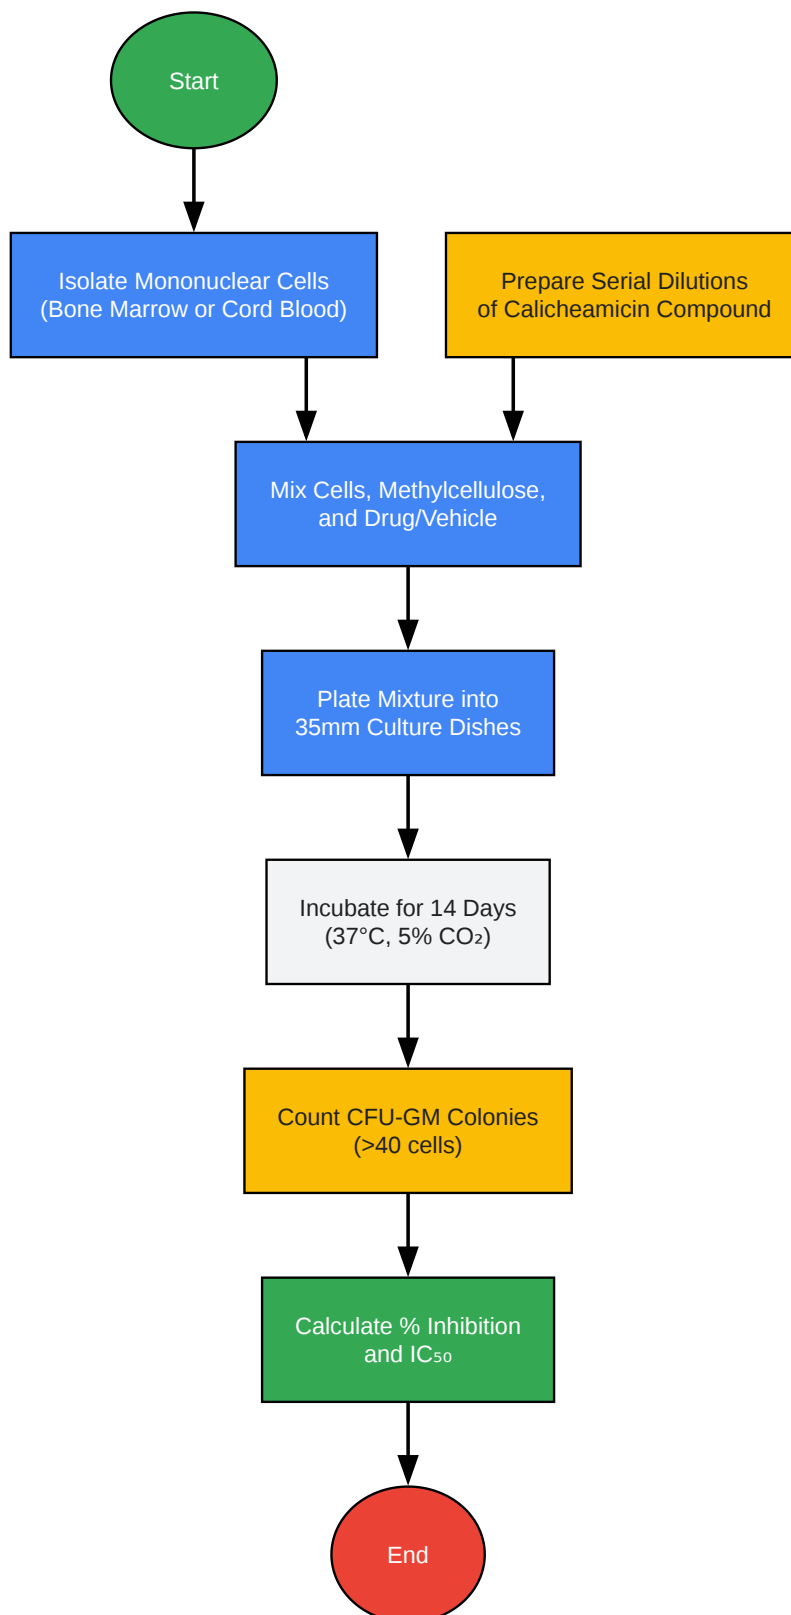 Start
Isolate Mononuclear Cells
(Bone Marrow or Cord Blood)
Prepare Serial Dilutions
of Calicheamicin Compound
Mix Cells, Methylcellulose,
and Drug/Vehicle
Plate Mixture into
35mm Culture Dishes
Incubate for 14 Days
(37°C, 5% CO₂)
Count CFU-GM Colonies
(>40 cells)
Calculate % Inhibition
and IC₅₀
End